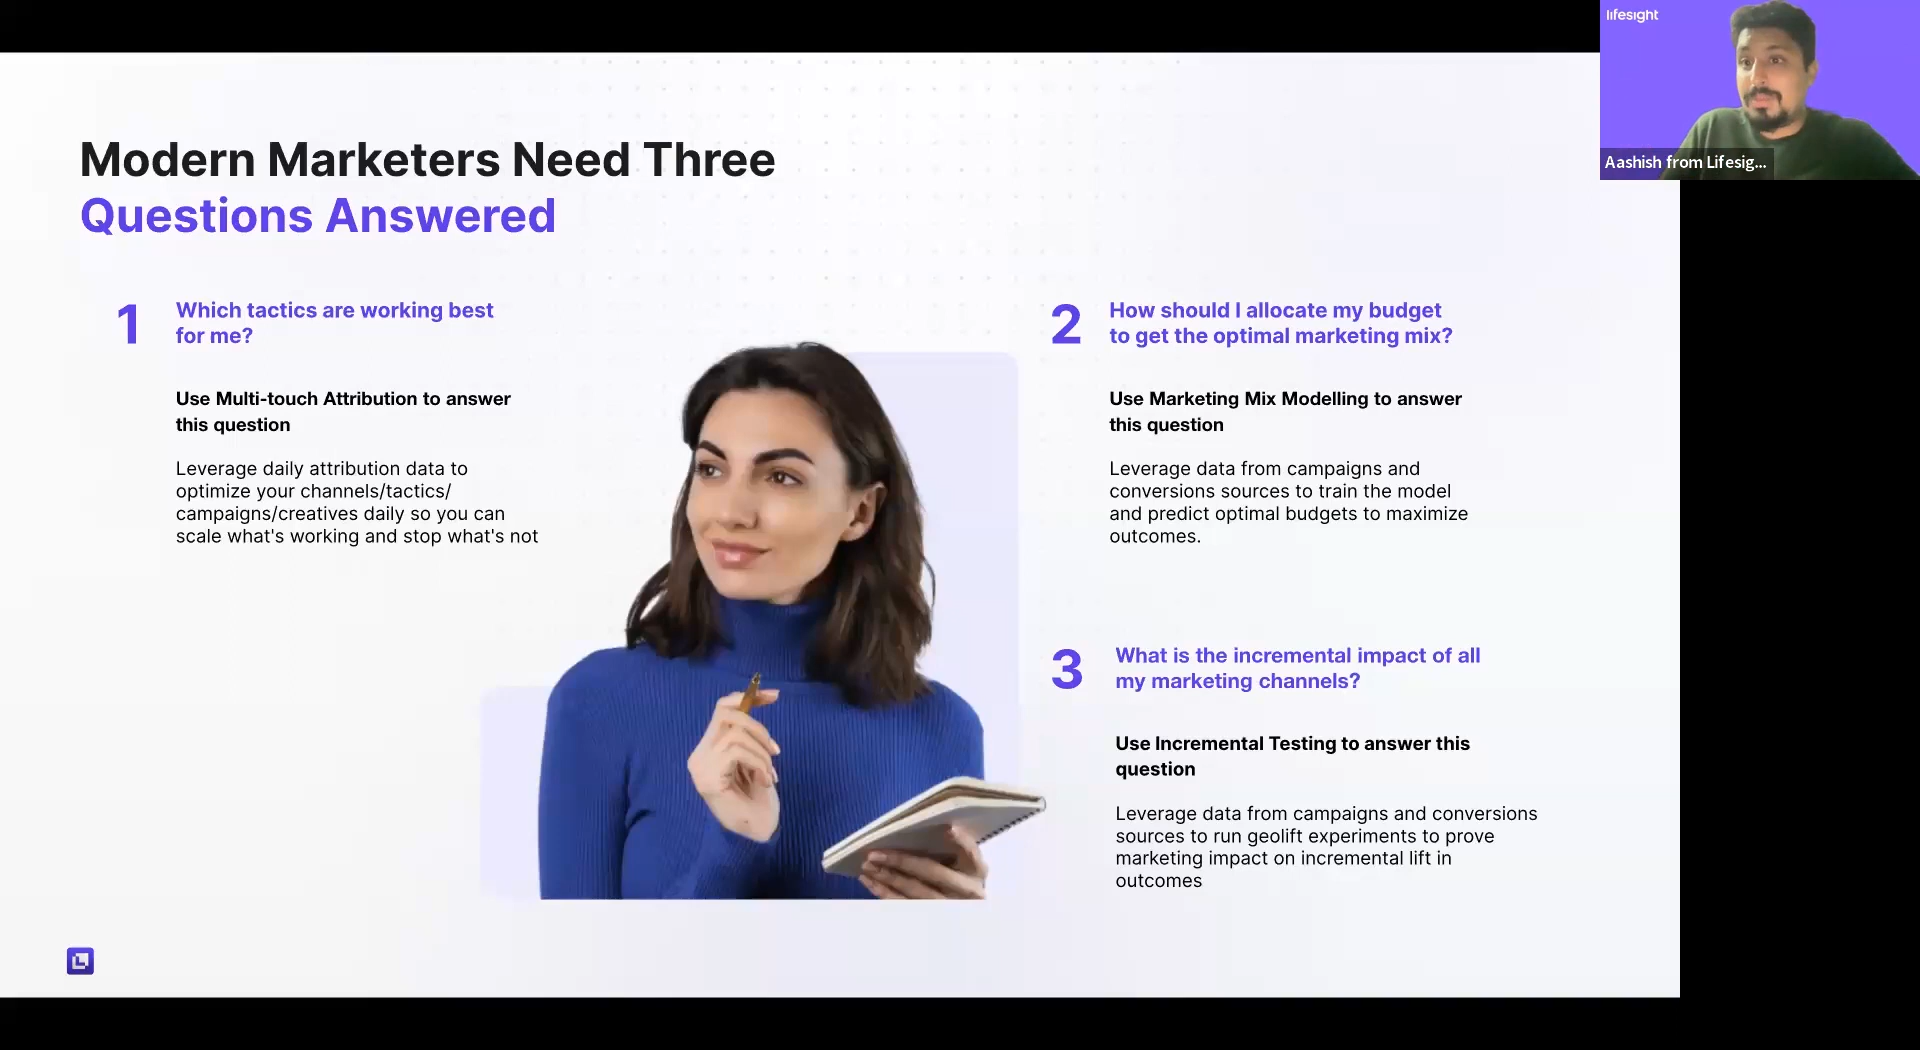 lifesight
Aashish from Lifesig...
Modern Marketers Need Three
Questions Answered
1
Which tactics are working best
for me?
Use Multi-touch Attribution to answer
this question
Leverage daily attribution data to
optimize your channels/tactics/
campaigns/creatives daily so you can
scale what's working and stop what's not
2
How should I allocate my budget
to get the optimal marketing mix?
Use Marketing Mix Modelling to answer
this question
Leverage data from campaigns and
conversions sources to train the model
and predict optimal budgets to maximize
outcomes.
3
What is the incremental impact of all
my marketing channels?
Use Incremental Testing to answer this
question
Leverage data from campaigns and conversions
sources to run geolift experiments to prove
marketing impact on incremental lift in
outcomes